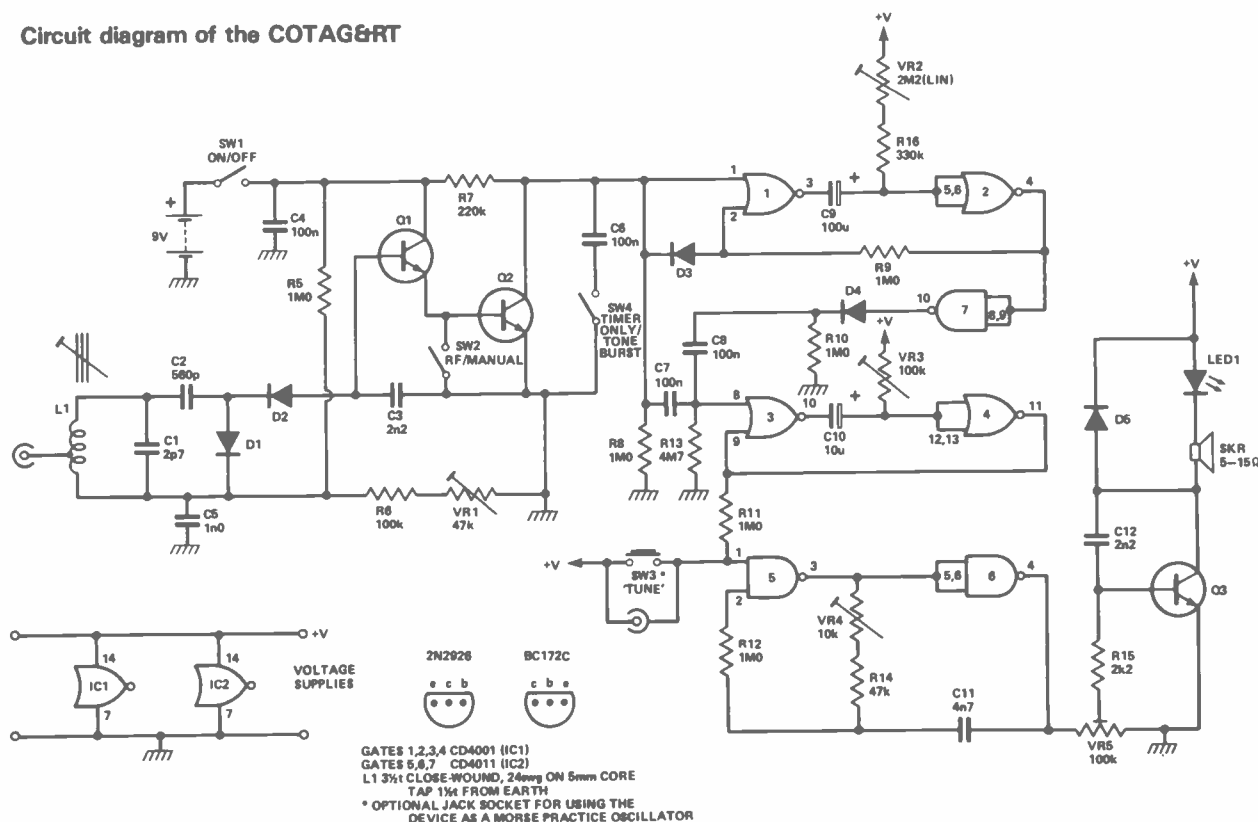 Circuit diagram of the COTAG&RT
+V
VR2
2M2(LIN)
R16
330k
SW1
ON/OFF
+
9V
C4
100n
R5
1M0
Q1
R7
220k
Q2
C6
100n
SW4
TIMER
ONLY/
TONE
BURST
SW2
RF/MANUAL
1
2
1
3
+
C9
100u
5,6
2
4
D3
R9
1M0
D4
10
7
8,9
R10
1M0
+V
VR3
100k
C8
100n
C7
100n
8
9
3
10
+
C10
10u
12,13
4
11
R8
1M0
R13
4M7
L1
C2
560p
C1
2p7
D1
D2
C3
2n2
C5
1n0
R6
100k
VR1
47k
R11
1M0
+V
SW3 *
'TUNE'
1
2
5
3
5,6
6
4
VR4
10k
R12
1M0
R14
47k
C11
4n7
+V
LED1
D5
SKR
5–15Ω
C12
2n2
Q3
R15
2k2
VR5
100k
+V
14
IC1
7
14
IC2
7
VOLTAGE
SUPPLIES
2N2926
e c b
BC172C
c b e
GATES 1,2,3,4 CD4001 (IC1)
GATES 5,6,7 CD4011 (IC2)
L1 3½t CLOSE-WOUND, 24swg ON 5mm CORE
TAP 1½t FROM EARTH
* OPTIONAL JACK SOCKET FOR USING THE
DEVICE AS A MORSE PRACTICE OSCILLATOR